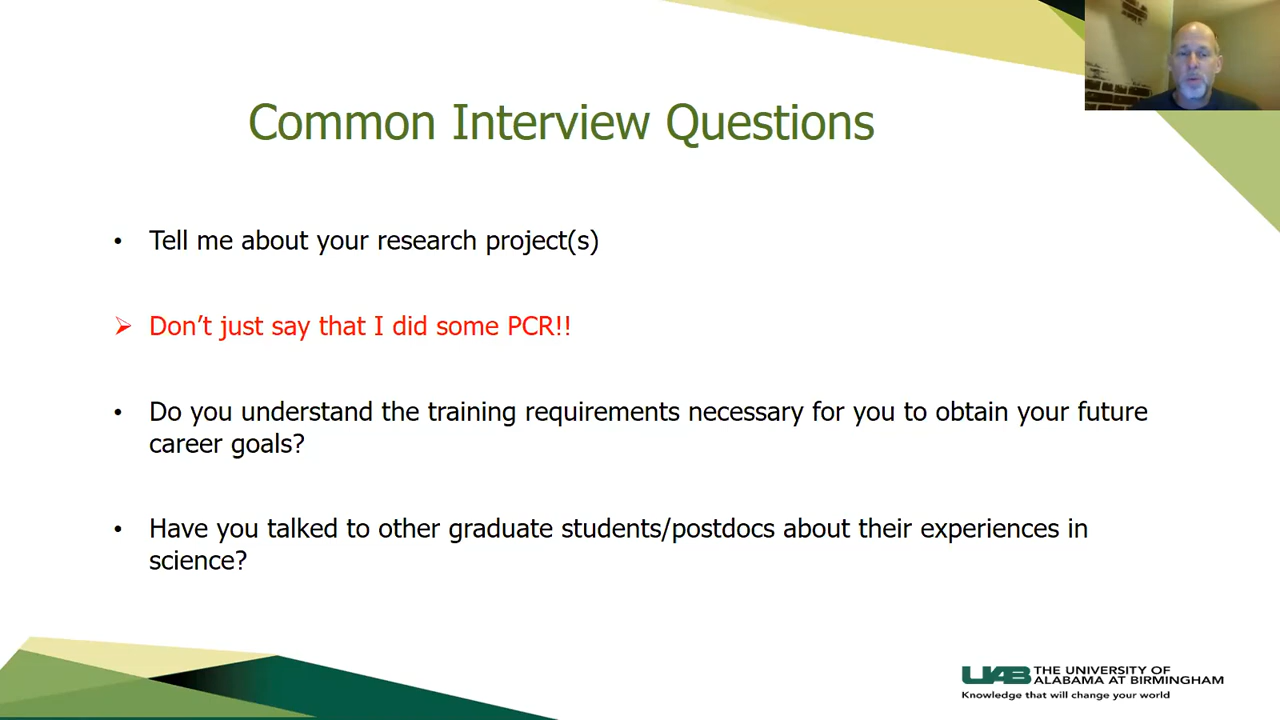 Common Interview Questions
• Tell me about your research project(s)
➢ Don’t just say that I did some PCR!!
• Do you understand the training requirements necessary for you to obtain your future
career goals?
• Have you talked to other graduate students/postdocs about their experiences in
science?
UAB THE UNIVERSITY OF
ALABAMA AT BIRMINGHAM
Knowledge that will change your world